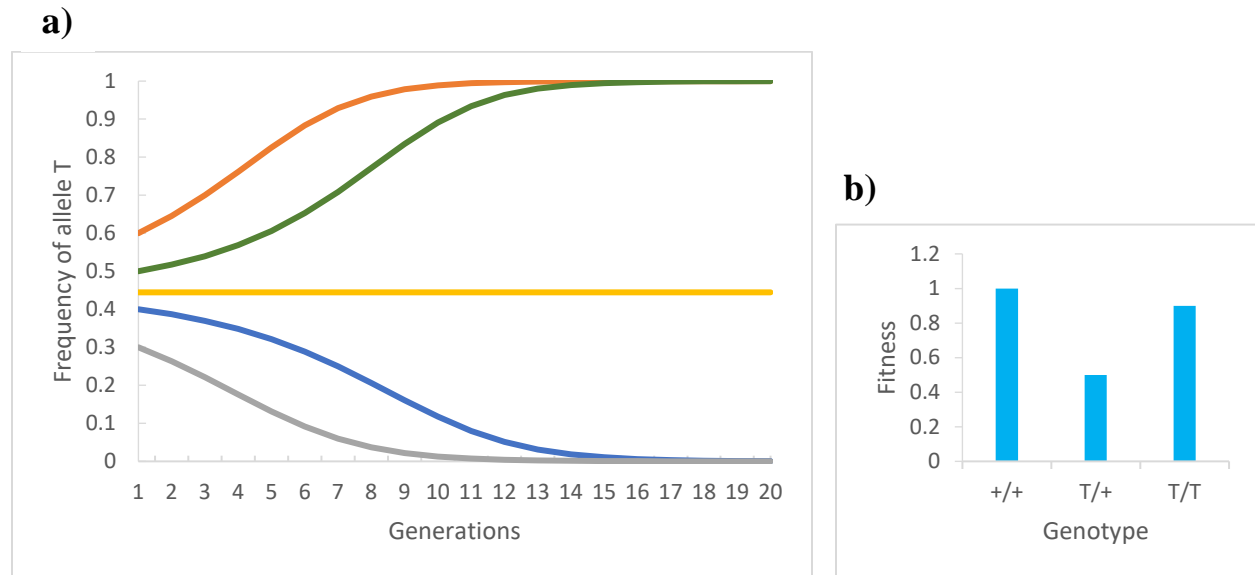 a)
Frequency of allele T
1
0.9
0.8
0.7
0.6
0.5
0.4
0.3
0.2
0.1
0
1 2 3 4 5 6 7 8 9 10 11 12 13 14 15 16 17 18 19 20
Generations
b)
Fitness
1.2
1
0.8
0.6
0.4
0.2
0
+/+ T/+ T/T
Genotype